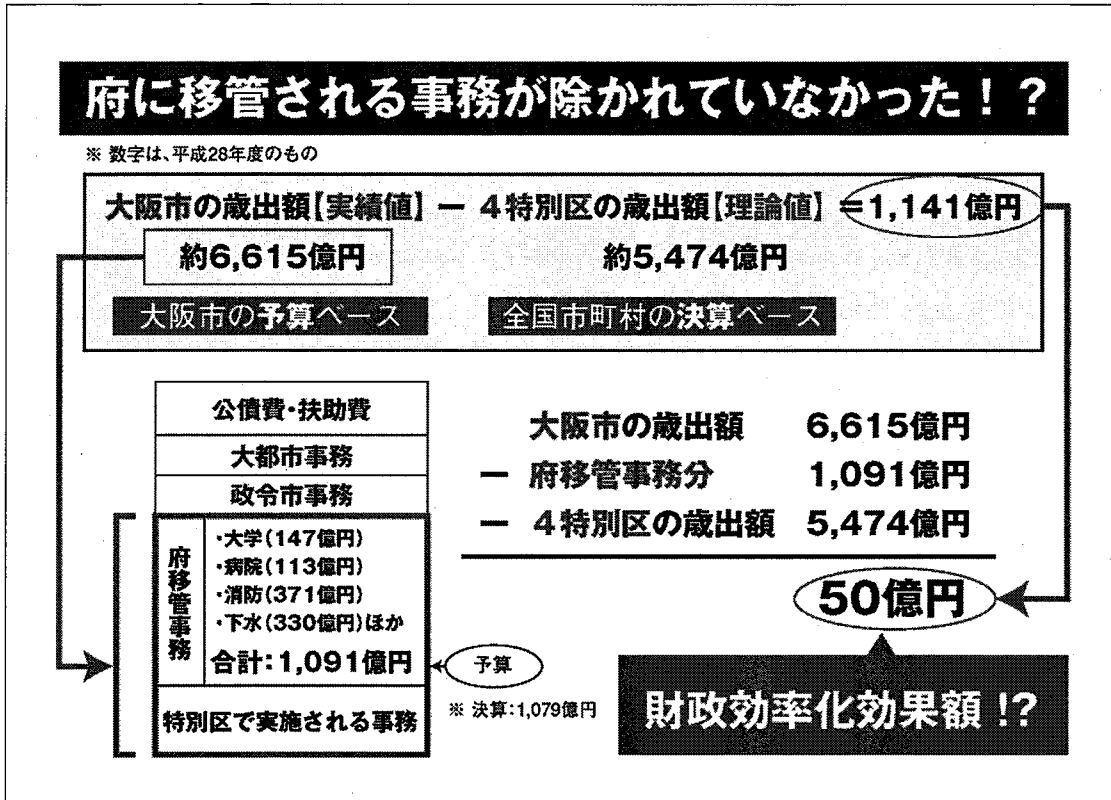 府に移管される事務が除かれていなかった！？
※ 数字は、平成28年度のもの
大阪市の歳出額【実績値】 － 4特別区の歳出額【理論値】 ＝1,141億円
約6,615億円
約5,474億円
大阪市の予算ベース
全国市町村の決算ベース
公債費・扶助費
大都市事務
政令市事務
府移管事務
・大学（147億円）
・病院（113億円）
・消防（371億円）
・下水（330億円）ほか
合計：1,091億円
特別区で実施される事務
予算
※ 決算：1,079億円
大阪市の歳出額 6,615億円
－ 府移管事務分 1,091億円
－ 4特別区の歳出額 5,474億円
50億円
財政効率化効果額 !?